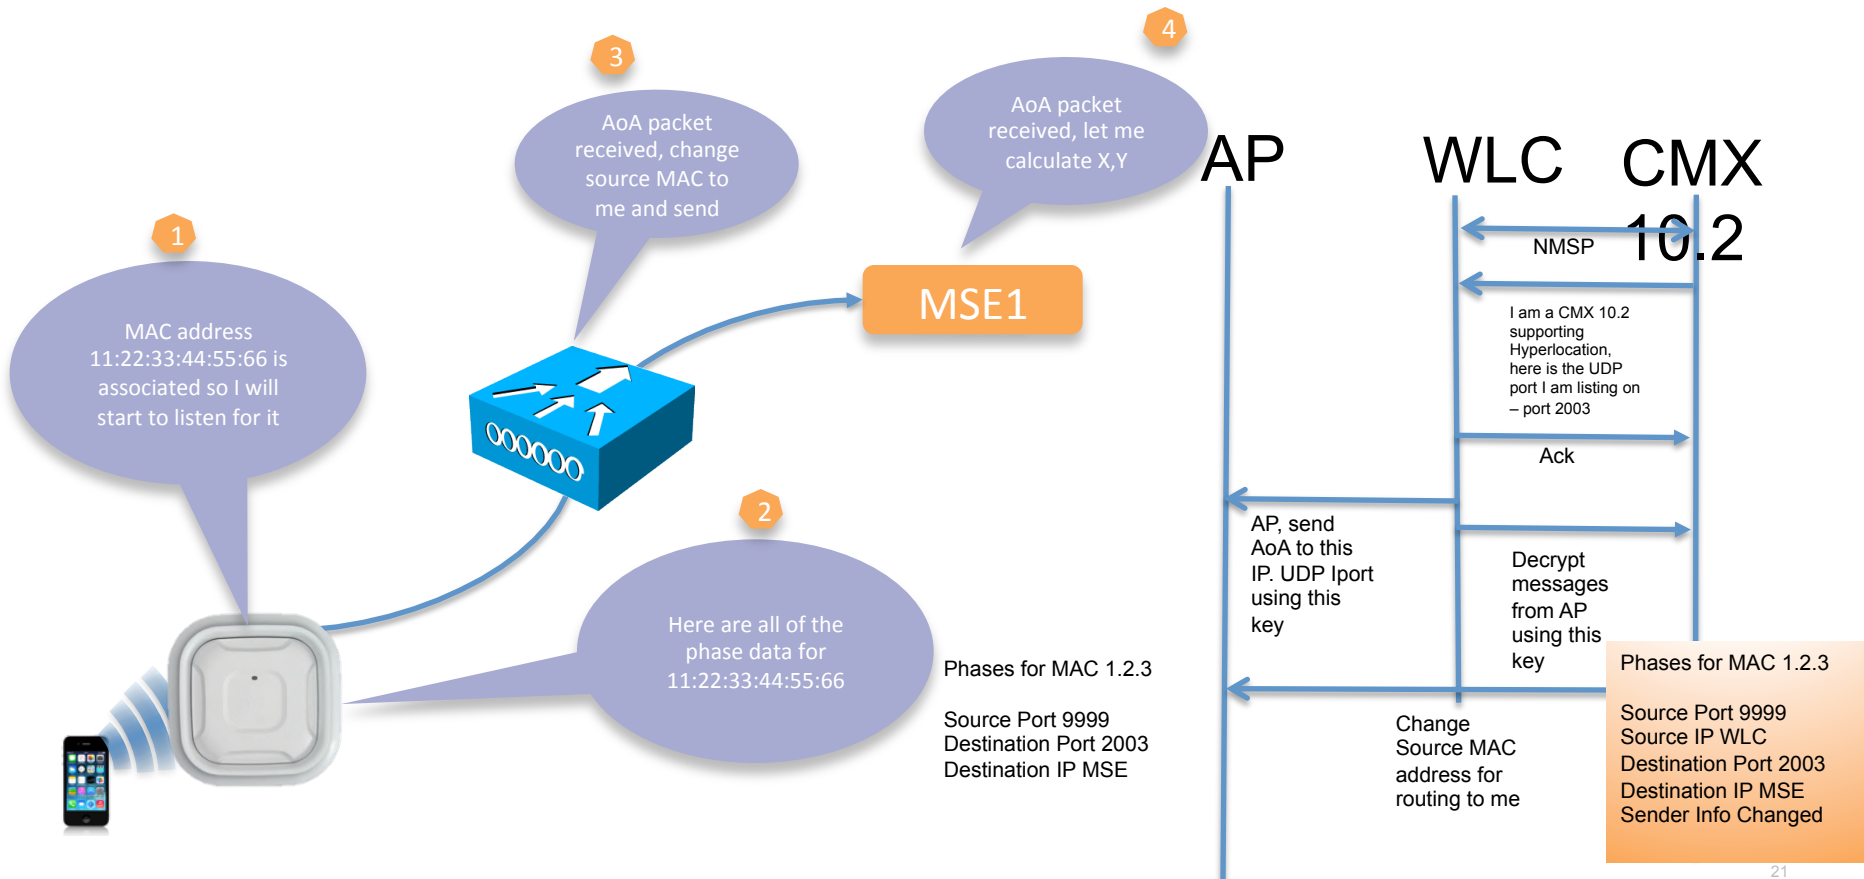 1
MAC address
11:22:33:44:55:66 is
associated so I will
start to listen for it
2
Here are all of the
phase data for
11:22:33:44:55:66
3
AoA packet
received, change
source MAC to
me and send
4
AoA packet
received, let me
calculate X,Y
MSE1
OOOOOO
Phases for MAC 1.2.3
Source Port 9999
Destination Port 2003
Destination IP MSE
AP
WLC
CMX
10.2
NMSP
I am a CMX 10.2
supporting
Hyperlocation,
here is the UDP
port I am listing on
– port 2003
Ack
AP, send
AoA to this
IP. UDP Iport
using this
key
Decrypt
messages
from AP
using this
key
Change
Source MAC
address for
routing to me
Phases for MAC 1.2.3
Source Port 9999
Source IP WLC
Destination Port 2003
Destination IP MSE
Sender Info Changed
21